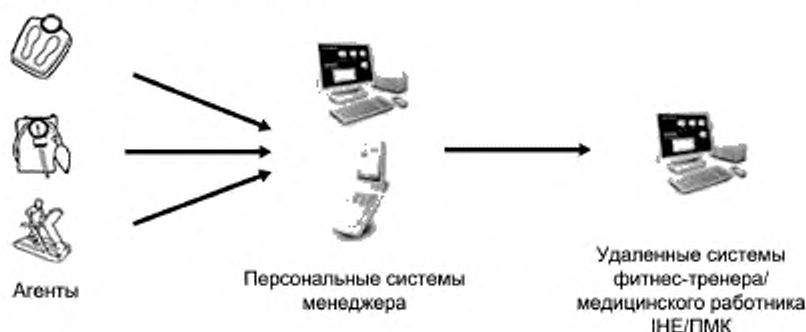 Агенты
Персональные системы
менеджера
Удаленные системы
фитнес-тренера/
медицинского работника
IHE/ПМК